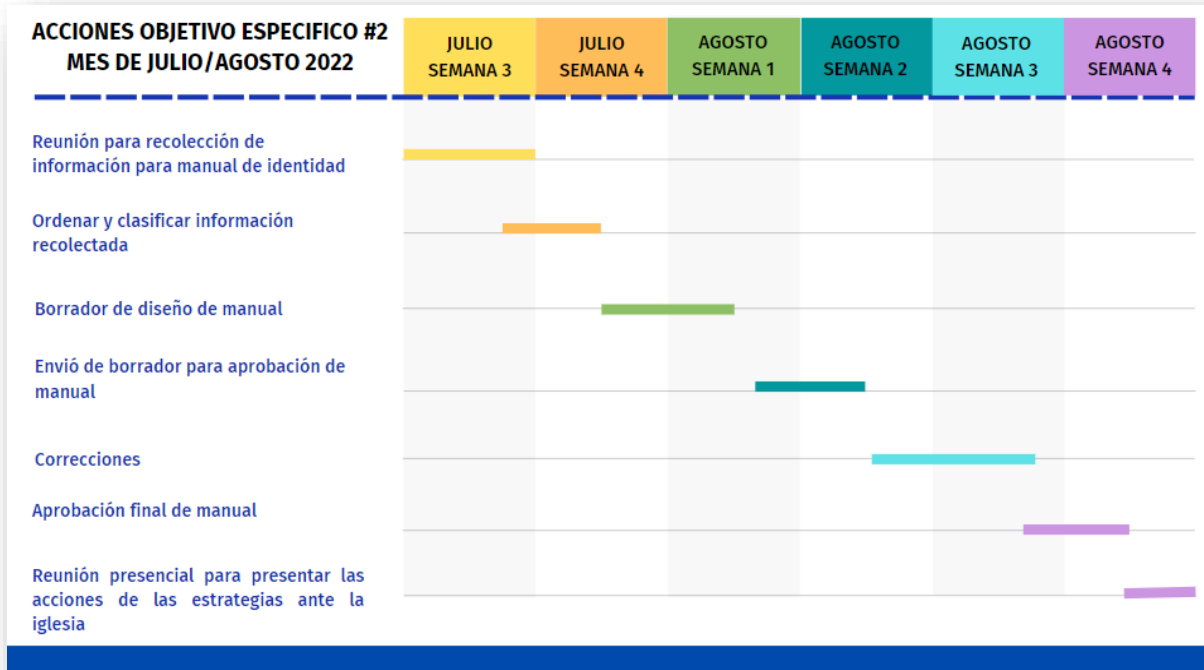 ACCIONES OBJETIVO ESPECIFICO #2
MES DE JULIO/AGOSTO 2022
JULIO
SEMANA 3
JULIO
SEMANA 4
AGOSTO
SEMANA 1
AGOSTO
SEMANA 2
AGOSTO
SEMANA 3
AGOSTO
SEMANA 4
Reunión para recolección de
información para manual de identidad
Ordenar y clasificar información
recolectada
Borrador de diseño de manual
Envió de borrador para aprobación de
manual
Correcciones
Aprobación final de manual
Reunión presencial para presentar las
acciones de las estrategias ante la
iglesia